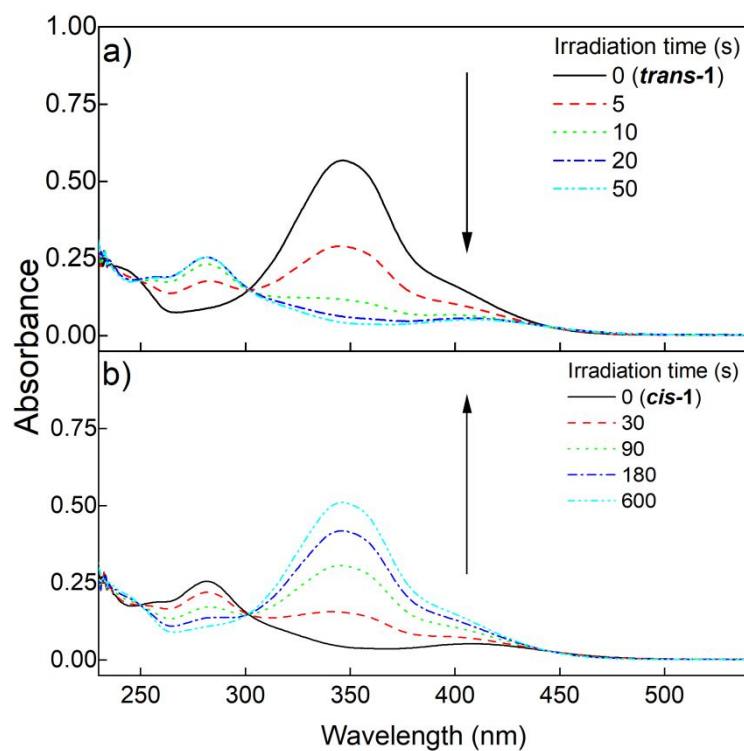 a)
Irradiation time (s)
0 (trans-1)
5
10
20
50
1.00
0.75
0.50
0.25
0.00
Absorbance
b)
Irradiation time (s)
0 (cis-1)
30
90
180
600
0.75
0.50
0.25
0.00
250 300 350 400 450 500
Wavelength (nm)